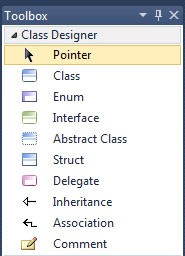 Toolbox
Class Designer
Pointer
Class
Enum
Interface
Abstract Class
Struct
Delegate
Inheritance
Association
Comment